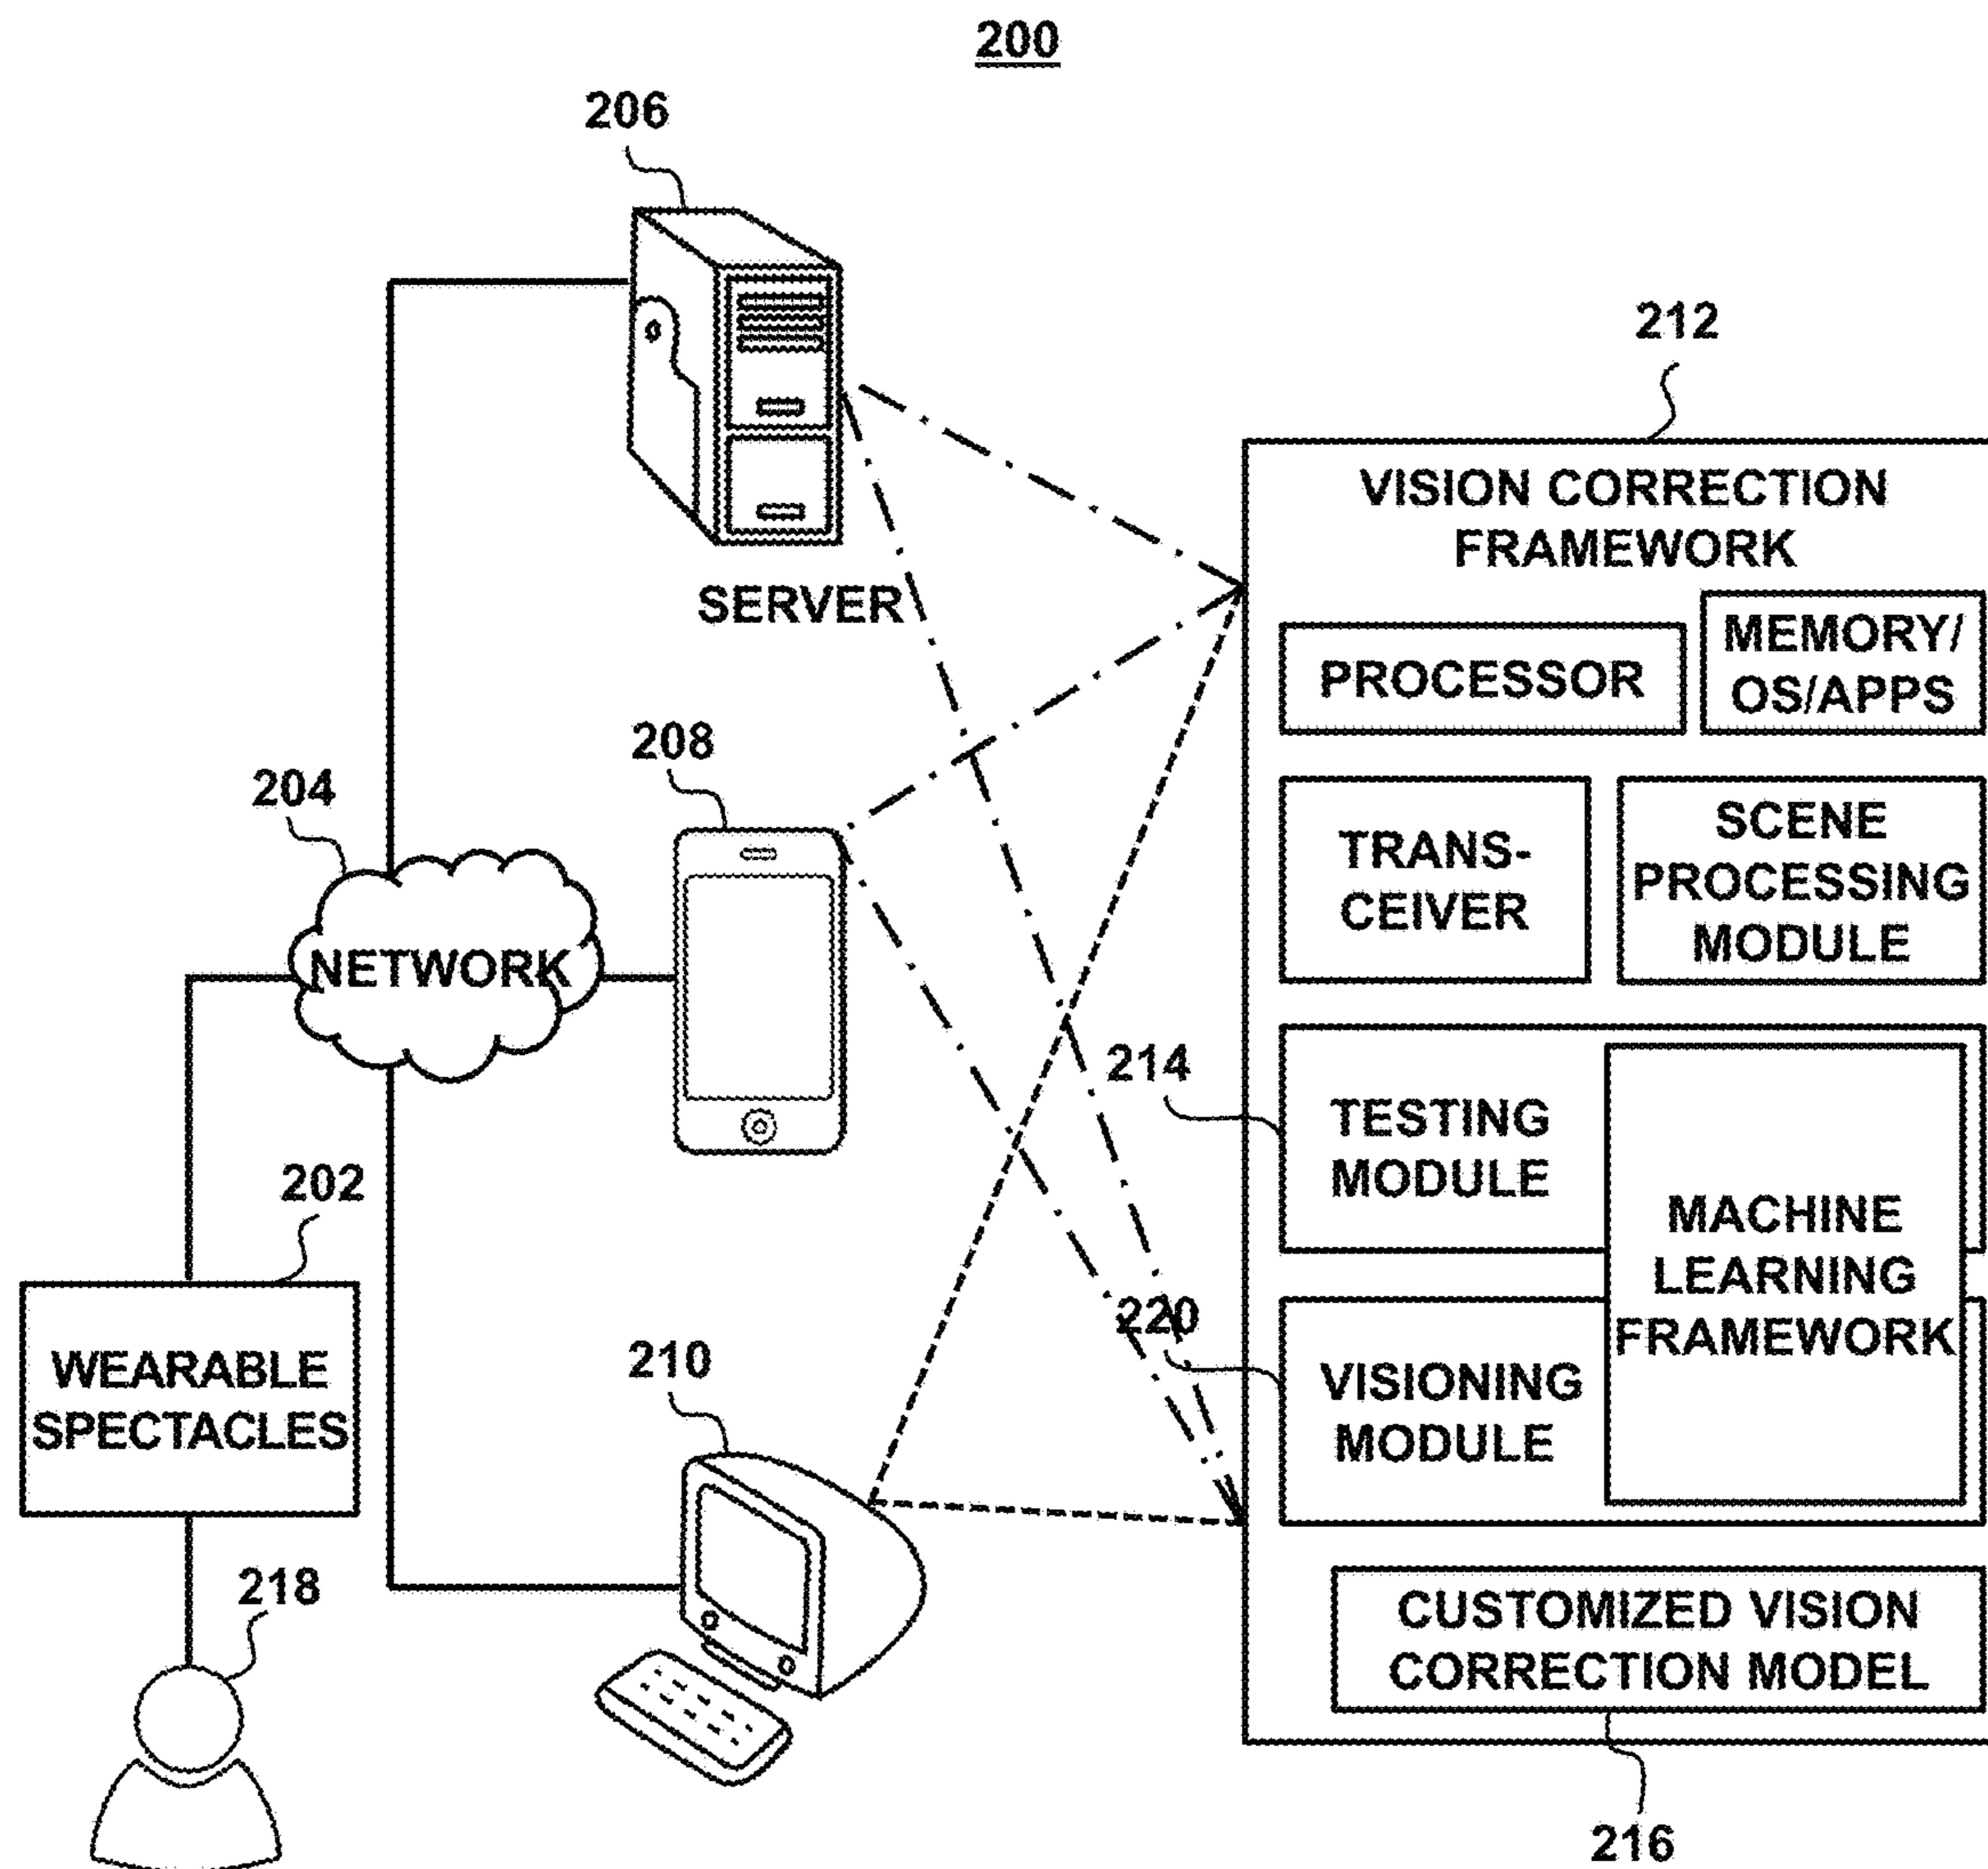 200
206
SERVER
212
VISION CORRECTION
FRAMEWORK
PROCESSOR
MEMORY/
OS/APPS
TRANS-
CEIVER
SCENE
PROCESSING
MODULE
204
NETWORK
208
214
TESTING
MODULE
MACHINE
LEARNING
FRAMEWORK
220
VISIONING
MODULE
202
WEARABLE
SPECTACLES
210
218
CUSTOMIZED VISION
CORRECTION MODEL
216